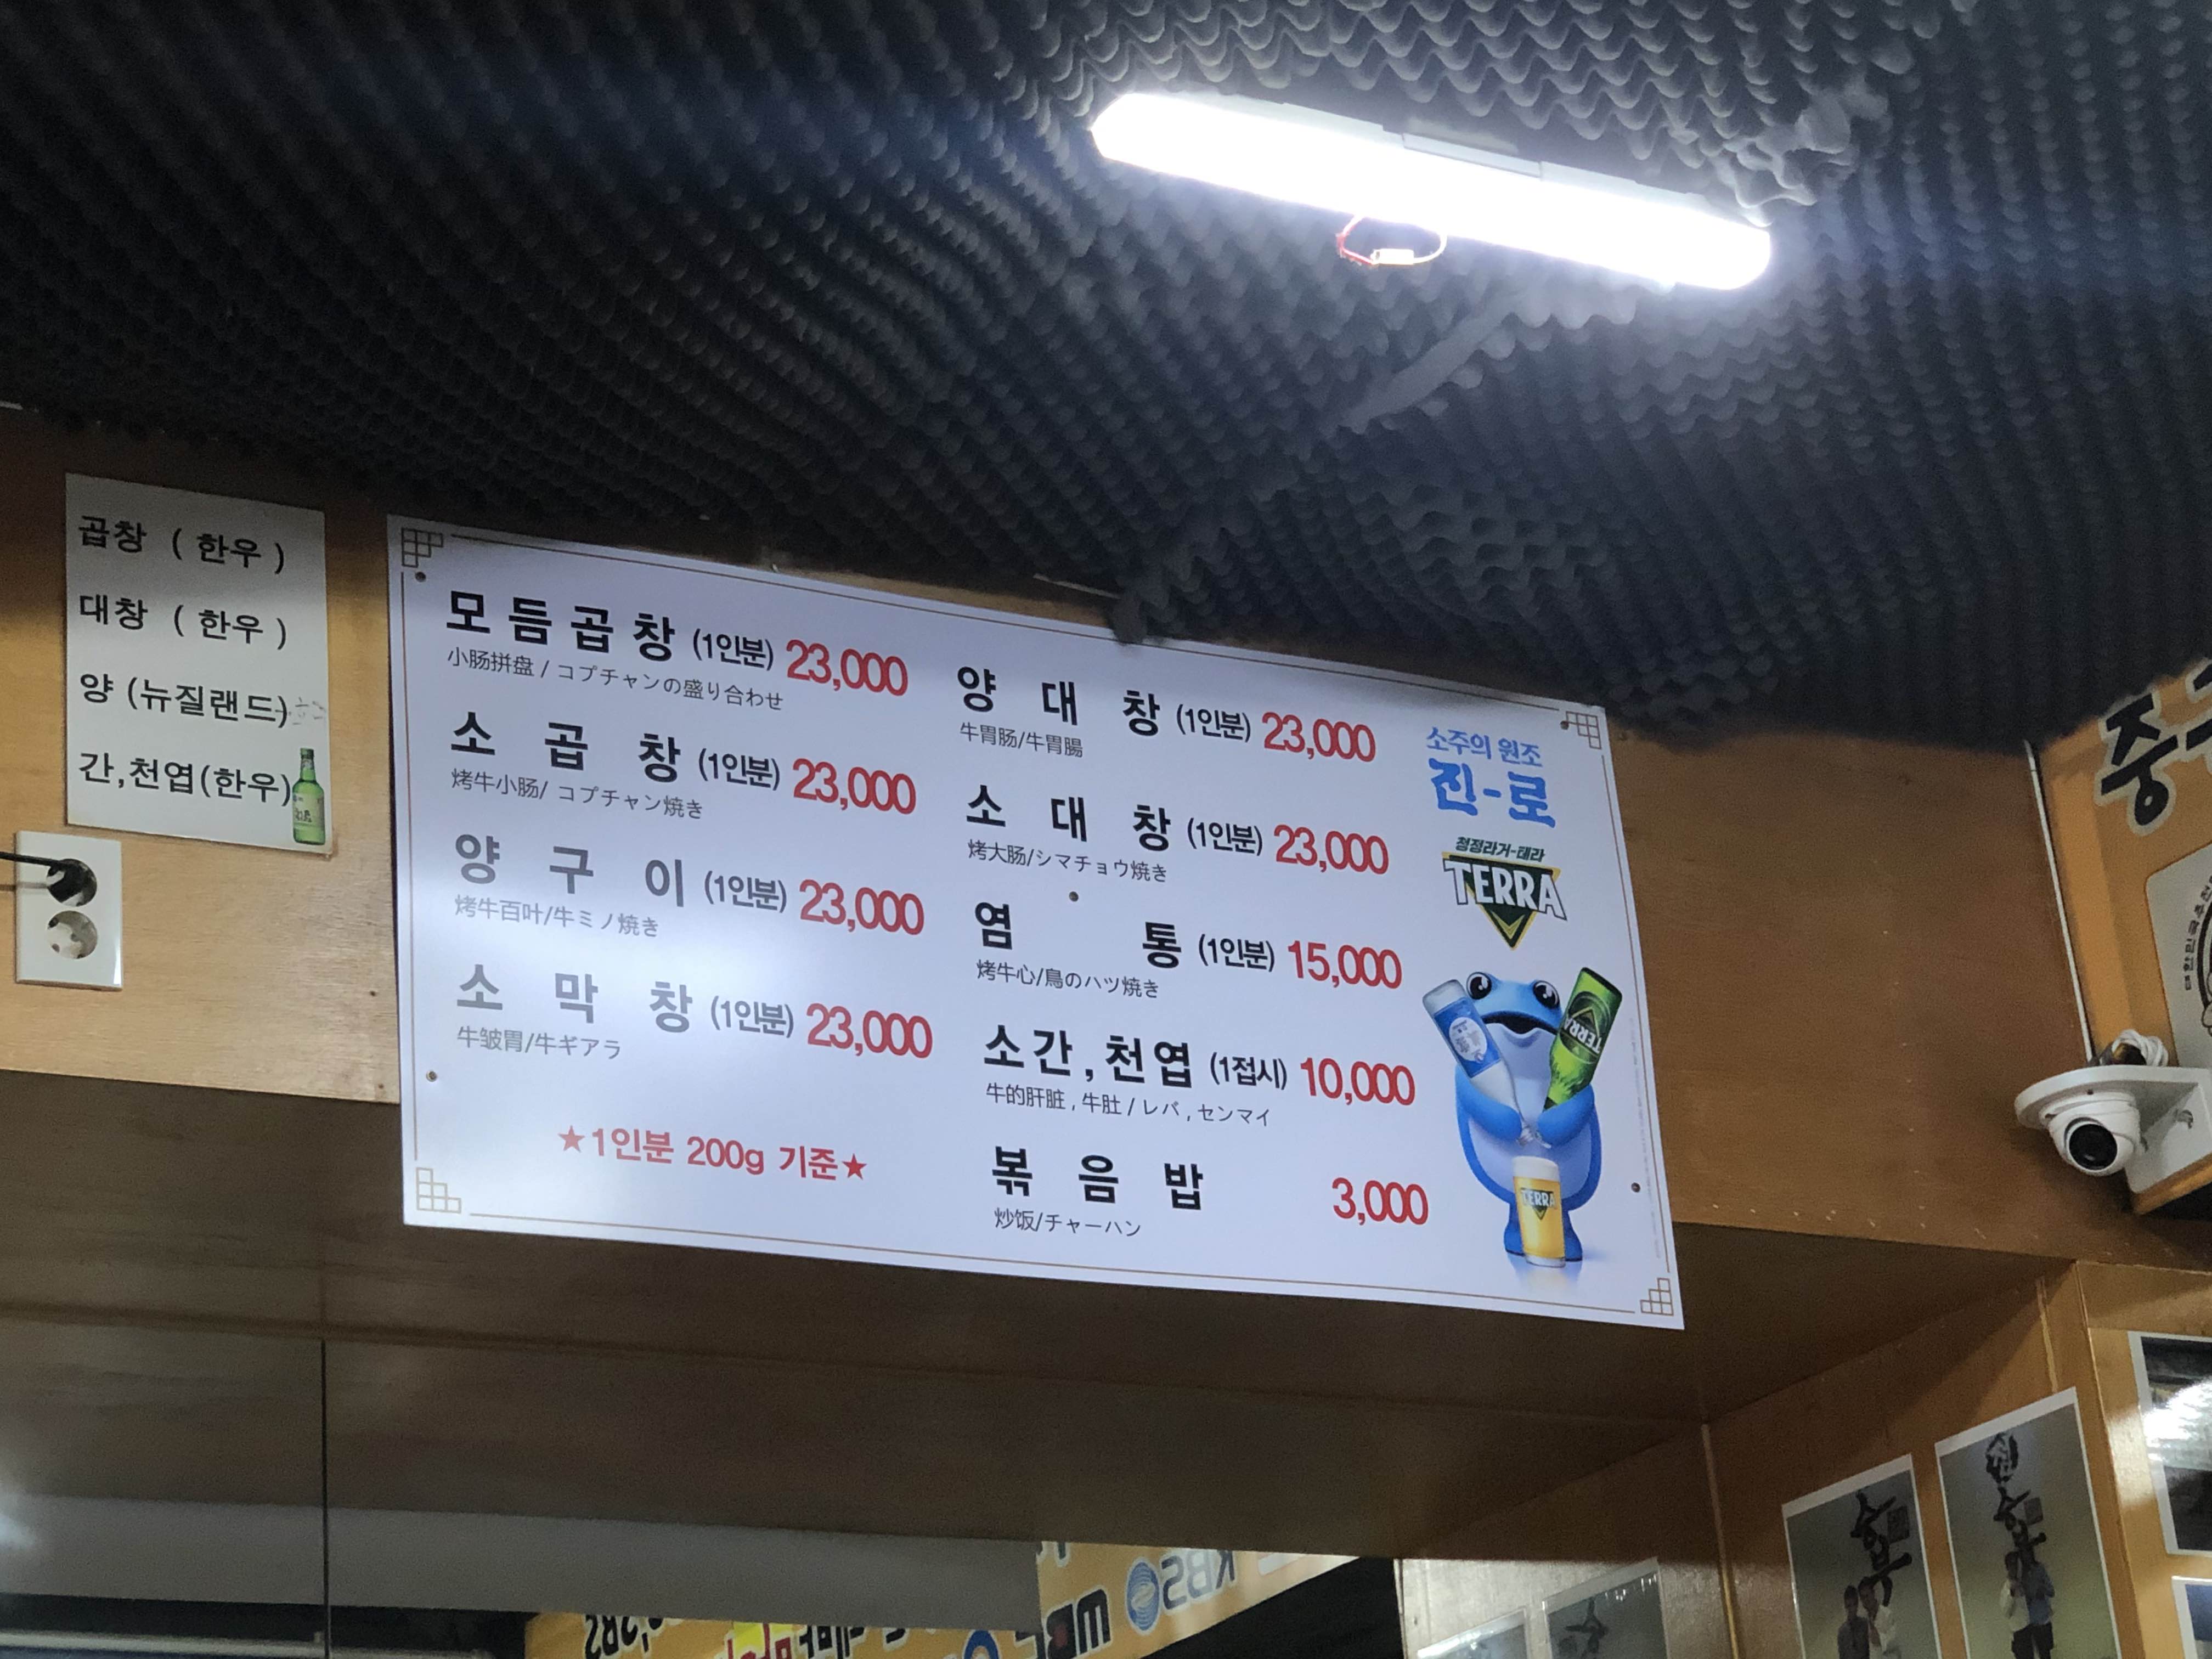 곱창 ( 한우 )
대창 ( 한우 )
양 (뉴질랜드)
간,천엽(한우)
모듬곱창 (1인분) 23,000
小肠拼盘 / コプチャンの盛り合わせ
소 곱 창 (1인분) 23,000
烤牛小肠/ コプチャン焼き
양 구 이 (1인분) 23,000
烤牛百叶/牛ミノ焼き
소 막 창 (1인분) 23,000
牛皱胃/牛ギアラ
★1인분 200g 기준★
양 대 창 (1인분) 23,000
牛胃肠/牛胃腸
소 대 창 (1인분) 23,000
烤大肠/シマチョウ焼き
염 통 (1인분) 15,000
烤牛心/鳥のハツ焼き
소간,천엽 (1접시) 10,000
牛的肝脏,牛肚 / レバ,センマイ
볶 음 밥 3,000
炒饭/チャーハン
소주의 원조
진-로
청정라거-테라
TERRA
TERRA
TERRA
KBS